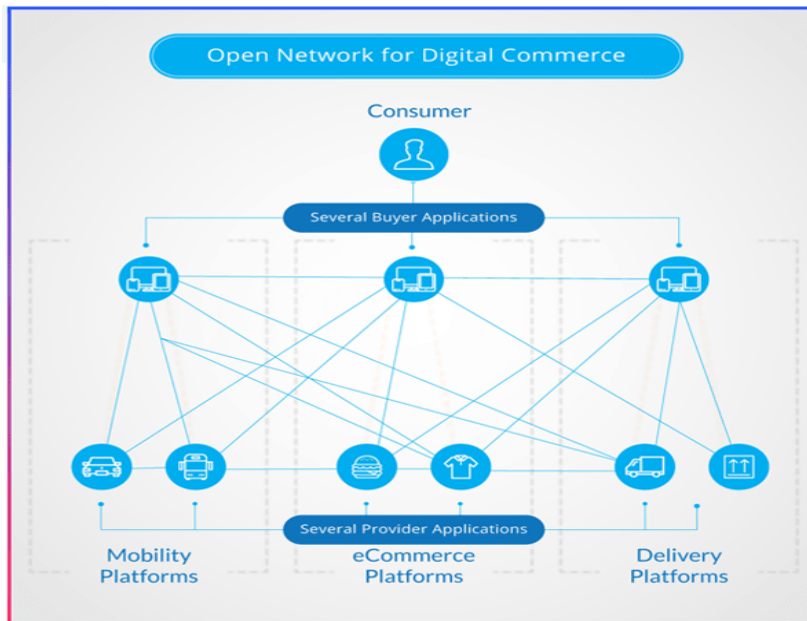 Open Network for Digital Commerce
Consumer
Several Buyer Applications
Several Provider Applications
Mobility
Platforms
eCommerce
Platforms
Delivery
Platforms